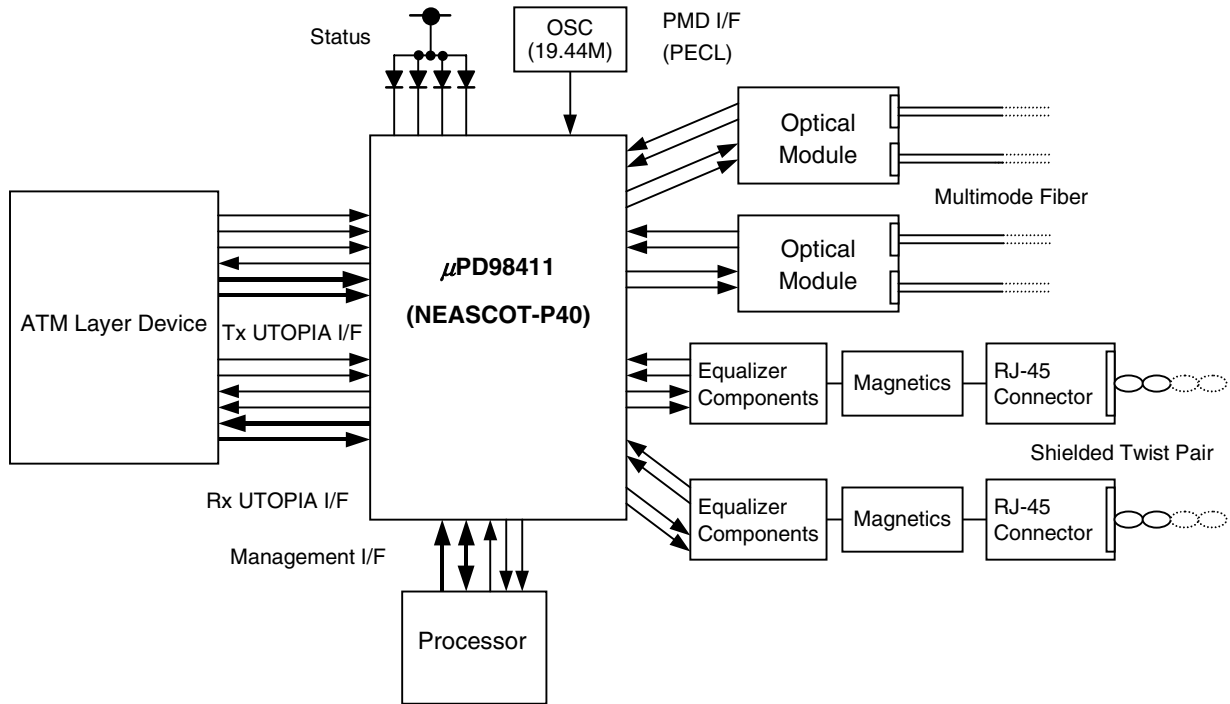 Status
OSC
(19.44M)
PMD I/F
(PECL)
Optical
Module
Multimode Fiber
Optical
Module
ATM Layer Device
Tx UTOPIA I/F
Rx UTOPIA I/F
μPD98411
(NEASCOT-P40)
Equalizer
Components
Magnetics
RJ-45
Connector
Shielded Twist Pair
Equalizer
Components
Magnetics
RJ-45
Connector
Management I/F
Processor